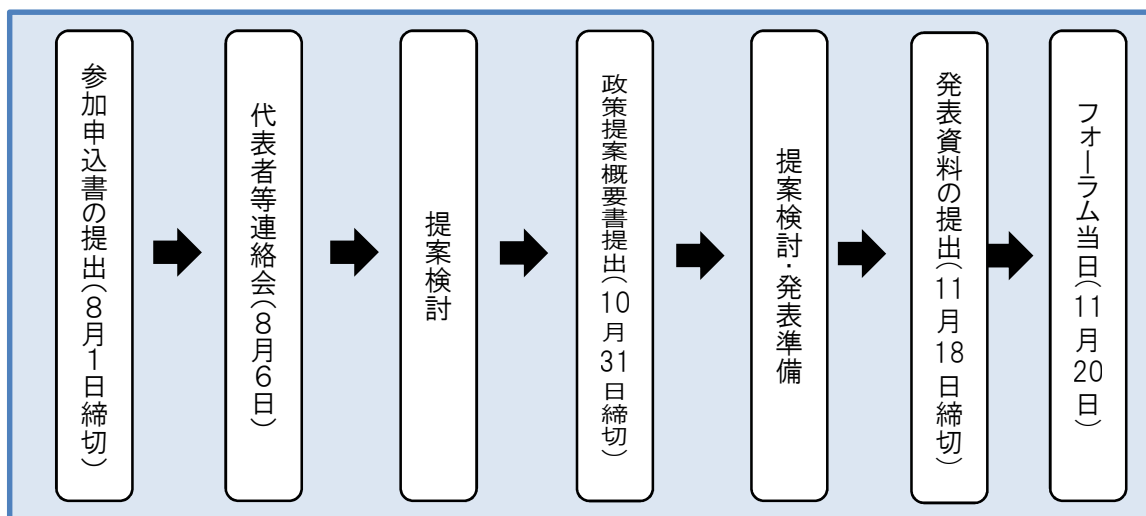 参加申込書の提出（８月１日締切）
代表者等連絡会（８月６日）
提案検討
政策提案概要書提出（10月31日締切）
提案検討・発表準備
発表資料の提出（11月18日締切）
フォーラム当日（11月20日）